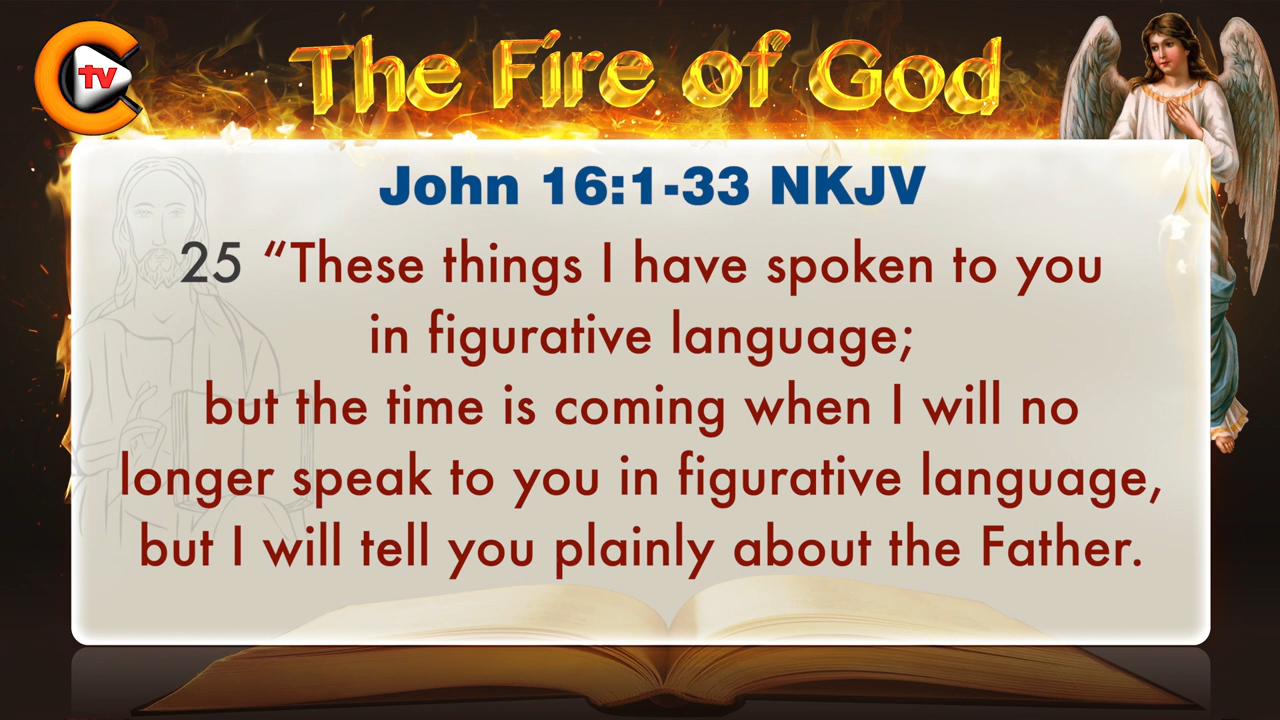 tv
The Fire of God
John 16:1-33 NKJV
25 “These things I have spoken to you
in figurative language;
but the time is coming when I will no
longer speak to you in figurative language,
but I will tell you plainly about the Father.